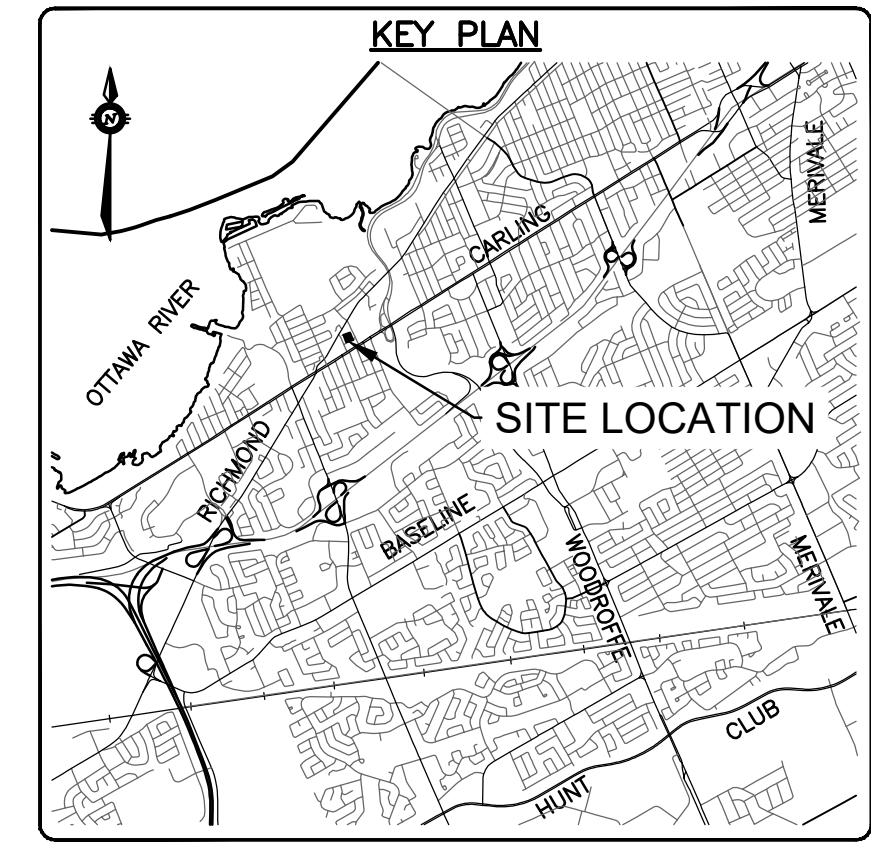 KEY PLAN
N
MERIVALE
CARLING
OTTAWA RIVER
SITE LOCATION
RICHMOND
BASELINE
WOODROFFE
MERIVALE
CLUB
HUNT